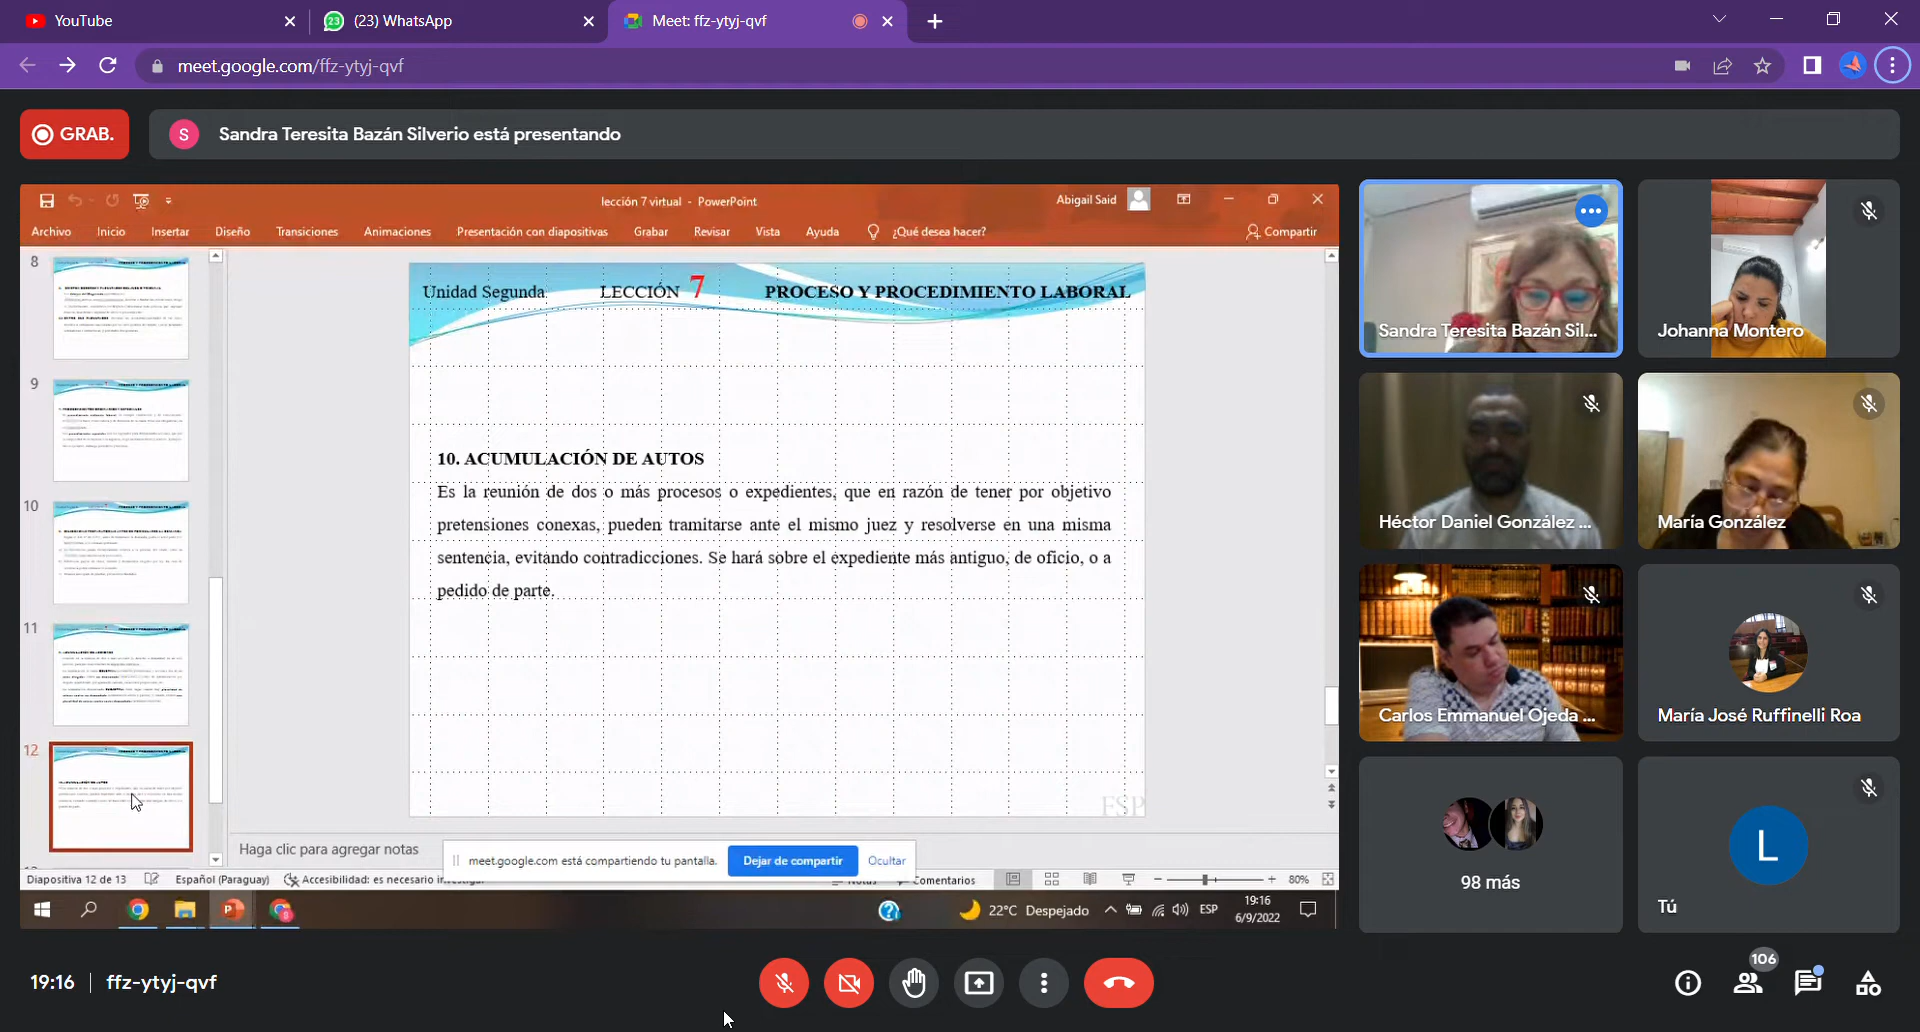 YouTube
(23) WhatsApp
Meet: ffz-ytyj-qvf
meet.google.com/ffz-ytyj-qvf
GRAB.
S
Sandra Teresita Bazán Silverio está presentando
lección 7 virtual - PowerPoint
Abigail Said
Archivo Inicio Insertar Diseño Transiciones Animaciones Presentación con diapositivas Grabar Revisar Vista Ayuda ¿Qué desea hacer? Compartir
8
9
10
11
12
Unidad Segunda LECCIÓN 7 PROCESO Y PROCEDIMIENTO LABORAL
10. ACUMULACIÓN DE AUTOS
Es la reunión de dos o más procesos o expedientes, que en razón de tener por objetivo
pretensiones conexas, pueden tramitarse ante el mismo juez y resolverse en una misma
sentencia, evitando contradicciones. Se hará sobre el expediente más antiguo, de oficio, o a
pedido de parte.
FSP
Haga clic para agregar notas
meet.google.com está compartiendo tu pantalla.
Dejar de compartir
Ocultar
Diapositiva 12 de 13 Español (Paraguay) Accesibilidad: es necesario investigar Notas Comentarios 80%
22°C Despejado ESP 19:16
6/9/2022
Sandra Teresita Bazán Sil...
Johanna Montero
Héctor Daniel González ...
María González
Carlos Emmanuel Ojeda ...
María José Ruffinelli Roa
98 más
L
Tú
19:16 | ffz-ytyj-qvf
106